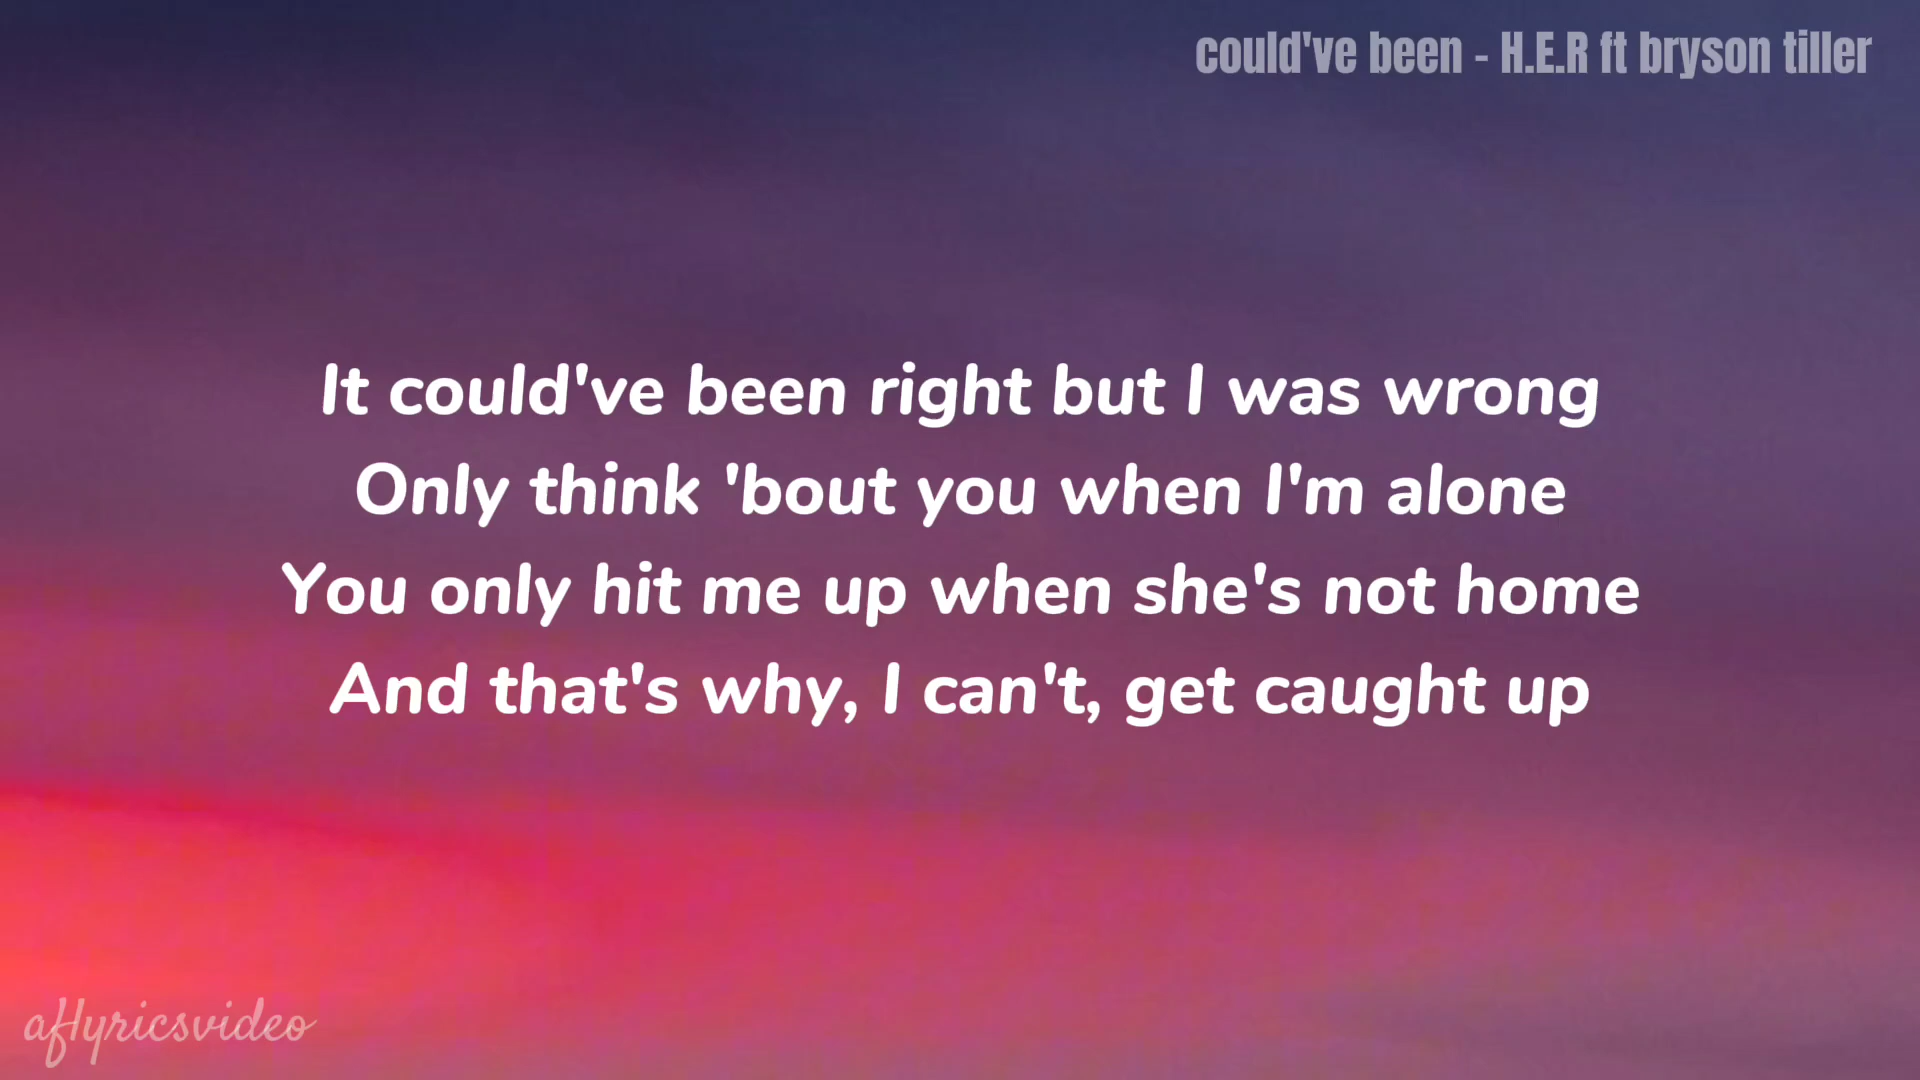 could've been - H.E.R ft bryson tiller
It could've been right but I was wrong
Only think 'bout you when I'm alone
You only hit me up when she's not home
And that's why, I can't, get caught up
aflyricsvideo